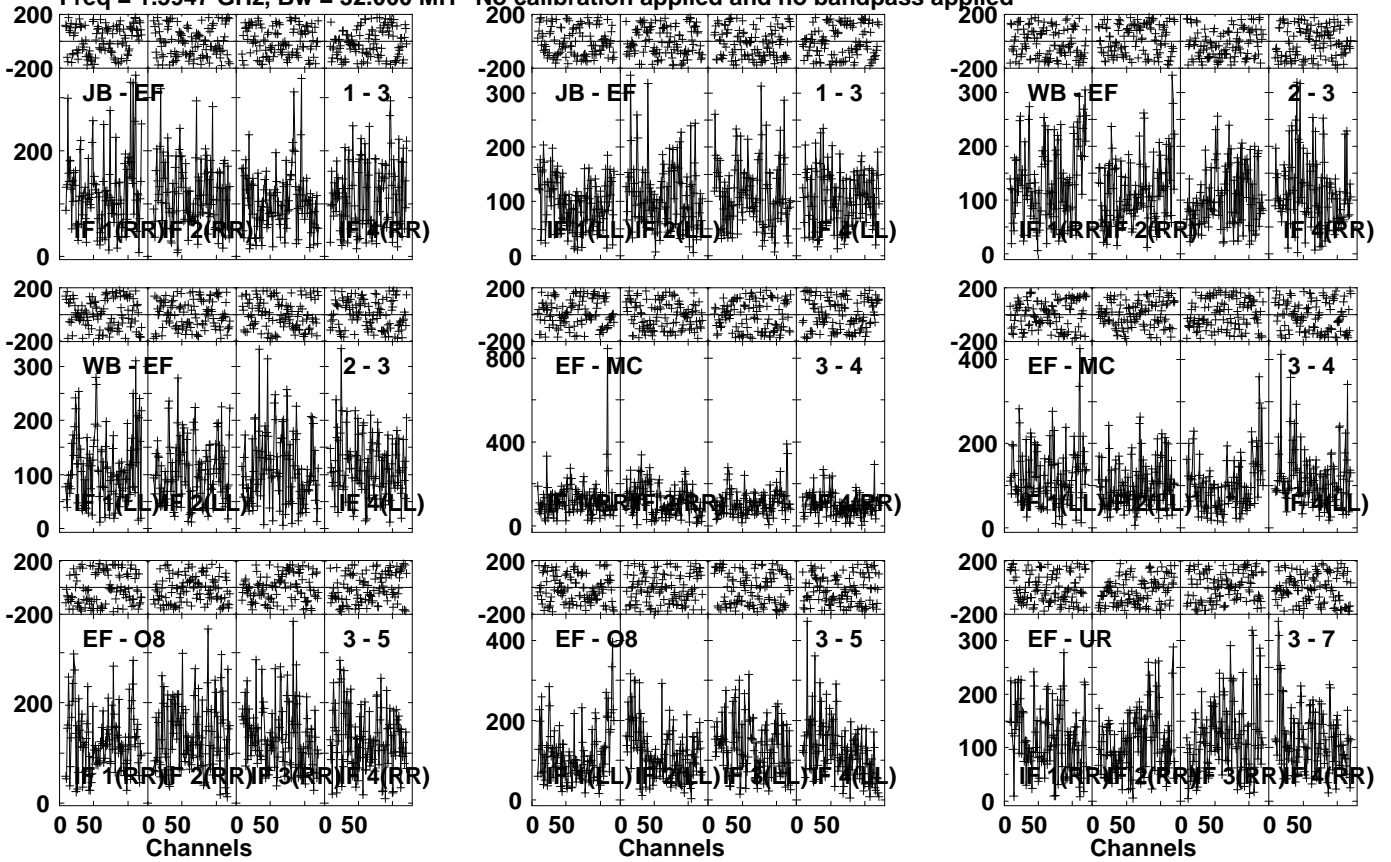 Freq = 1.5947 GHz, Bw = 32.000 MH No calibration applied and no bandpass applied
200
-200
JB - EF 1 - 3
200
IF 1(RR) IF 2(RR) IF 4(RR)
0
200
-200
JB - EF 1 - 3
300
200
100
IF 1(LL) IF 2(LL) IF 4(LL)
0
200
-200
WB - EF 2 - 3
300
200
100
IF 1(RR) IF 2(RR) IF 4(RR)
0
200
-200
WB - EF 2 - 3
300
200
100
IF 1(LL) IF 2(LL) IF 4(LL)
0
200
-200
EF - MC 3 - 4
800
400
IF 1(RR) IF 2(RR) IF 4(RR)
0
200
-200
EF - MC 3 - 4
400
200
IF 1(LL) IF 2(LL) IF 4(LL)
0
200
-200
EF - O8 3 - 5
200
IF 1(RR) IF 2(RR) IF 3(RR) IF 4(RR)
0
0 50 0 50 0 50 0 50
Channels
200
-200
EF - O8 3 - 5
400
200
IF 1(LL) IF 2(LL) IF 3(LL) IF 4(LL)
0
0 50 0 50 0 50 0 50
Channels
200
-200
EF - UR 3 - 7
300
200
100
IF 1(RR) IF 2(RR) IF 3(RR) IF 4(RR)
0
0 50 0 50 0 50 0 50
Channels